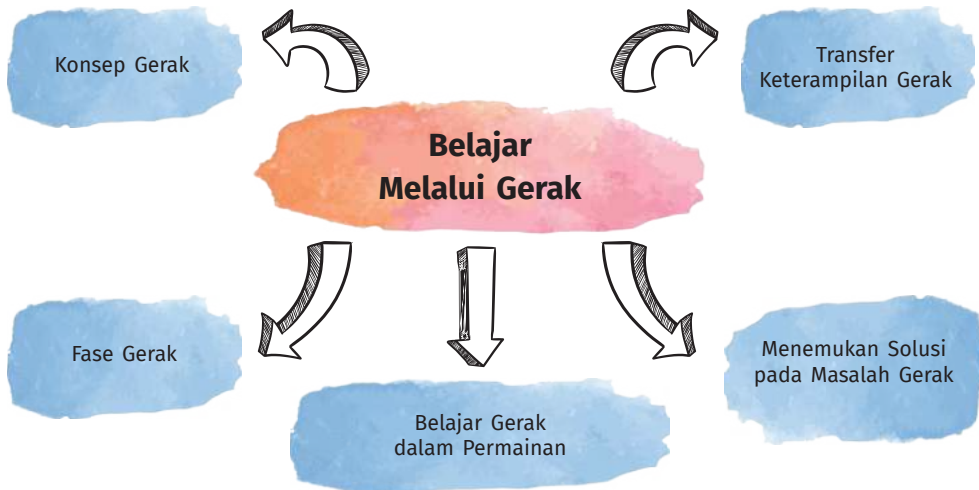 Konsep Gerak
Transfer
Keterampilan Gerak
Belajar
Melalui Gerak
Fase Gerak
Belajar Gerak
dalam Permainan
Menemukan Solusi
pada Masalah Gerak